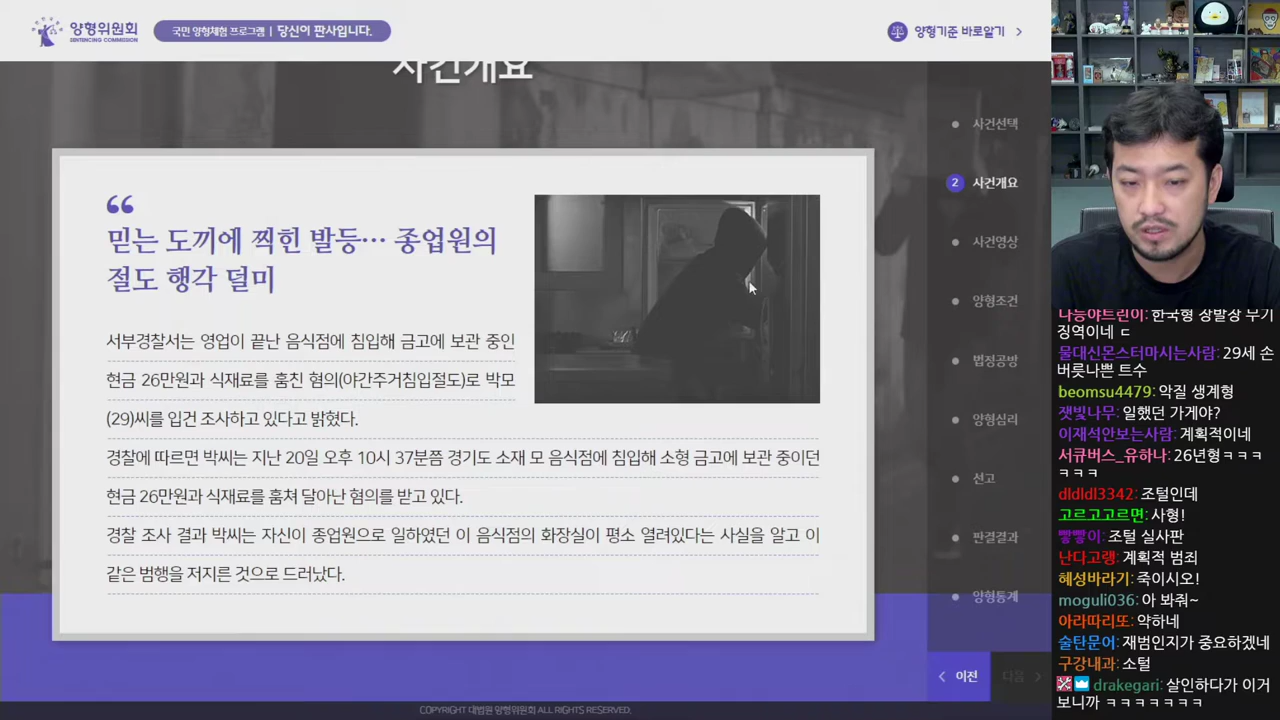 양형위원회
SENTENCING COMMISSION
국민 양형체험 프로그램 | 당신이 판사입니다.
양형기준 바로알기
사건개요
믿는 도끼에 찍힌 발등… 종업원의
절도 행각 덜미
서부경찰서는 영업이 끝난 음식점에 침입해 금고에 보관 중인
현금 26만원과 식재료를 훔친 혐의(야간주거침입절도)로 박모
(29)씨를 입건 조사하고 있다고 밝혔다.
경찰에 따르면 박씨는 지난 20일 오후 10시 37분쯤 경기도 소재 모 음식점에 침입해 소형 금고에 보관 중이던
현금 26만원과 식재료를 훔쳐 달아난 혐의를 받고 있다.
경찰 조사 결과 박씨는 자신이 종업원으로 일하였던 이 음식점의 화장실이 평소 열려있다는 사실을 알고 이
같은 범행을 저지른 것으로 드러났다.
사건선택
2 사건개요
사건영상
양형조건
법정공방
양형심리
선고
판결결과
양형통계
이전
다음
COPYRIGHT 대법원 양형위원회 ALL RIGHTS RESERVED.
나능야트린이: 한국형 장발장 무기
징역이네 ㄷ
물대신몬스터마시는사람: 29세 손
버릇나쁜 트수
beomsu4479: 악질 생계형
잿빛나무: 일했던 가게야?
이재석안보는사람: 계획적이네
서큐버스_유하나: 26년형ㅋㅋㅋ
ㅋㅋㅋ
dldldl3342: 조털인데
고르고고르면: 사형!
빻빻이: 조털 실사판
난다고랭: 계획적 범죄
혜성바라기: 죽이시오!
moguli036: 아 봐줘~
아라따리또: 약하네
술탄문어: 재범인지가 중요하겠네
구강내과: 소털
drakegari: 살인하다가 이거
보니까 ㅋㅋㅋㅋㅋㅋㅋ